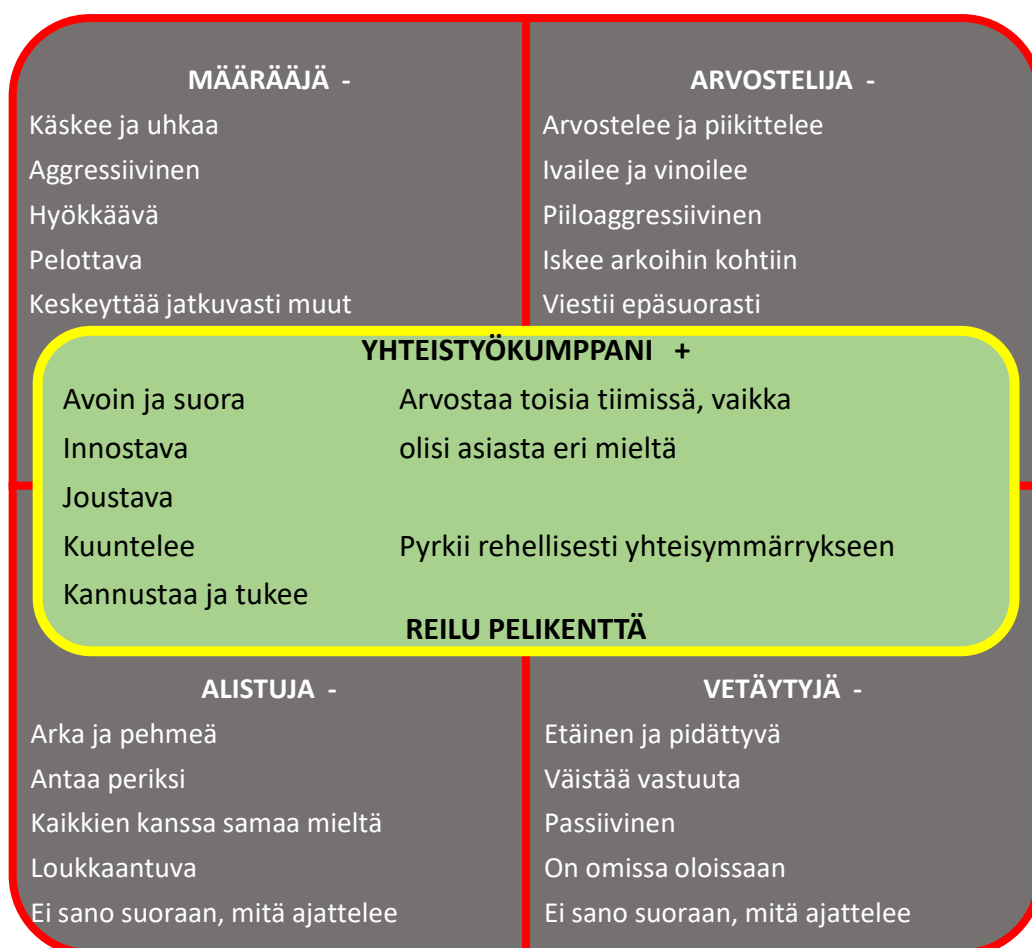 MÄÄRÄÄJÄ -
Käskee ja uhkaa
Aggressiivinen
Hyökkäävä
Pelottava
Keskeyttää jatkuvasti muut
ARVOSTELIJA -
Arvostelee ja piikittelee
Ivailee ja vinoilee
Piiloaggressiivinen
Iskee arkoihin kohtiin
Viestii epäsuorasti
YHTEISTYÖKUMPPANI +
Avoin ja suora
Innostava
Joustava
Kuuntelee
Kannustaa ja tukee
Arvostaa toisia tiimissä, vaikka
olisi asiasta eri mieltä
Pyrkii rehellisesti yhteisymmärrykseen
REILU PELIKENTTÄ
ALISTUJA -
Arka ja pehmeä
Antaa periksi
Kaikkien kanssa samaa mieltä
Loukkaantuva
Ei sano suoraan, mitä ajattelee
VETÄYTYJÄ -
Etäinen ja pidättyvä
Väistää vastuuta
Passiivinen
On omissa oloissaan
Ei sano suoraan, mitä ajattelee